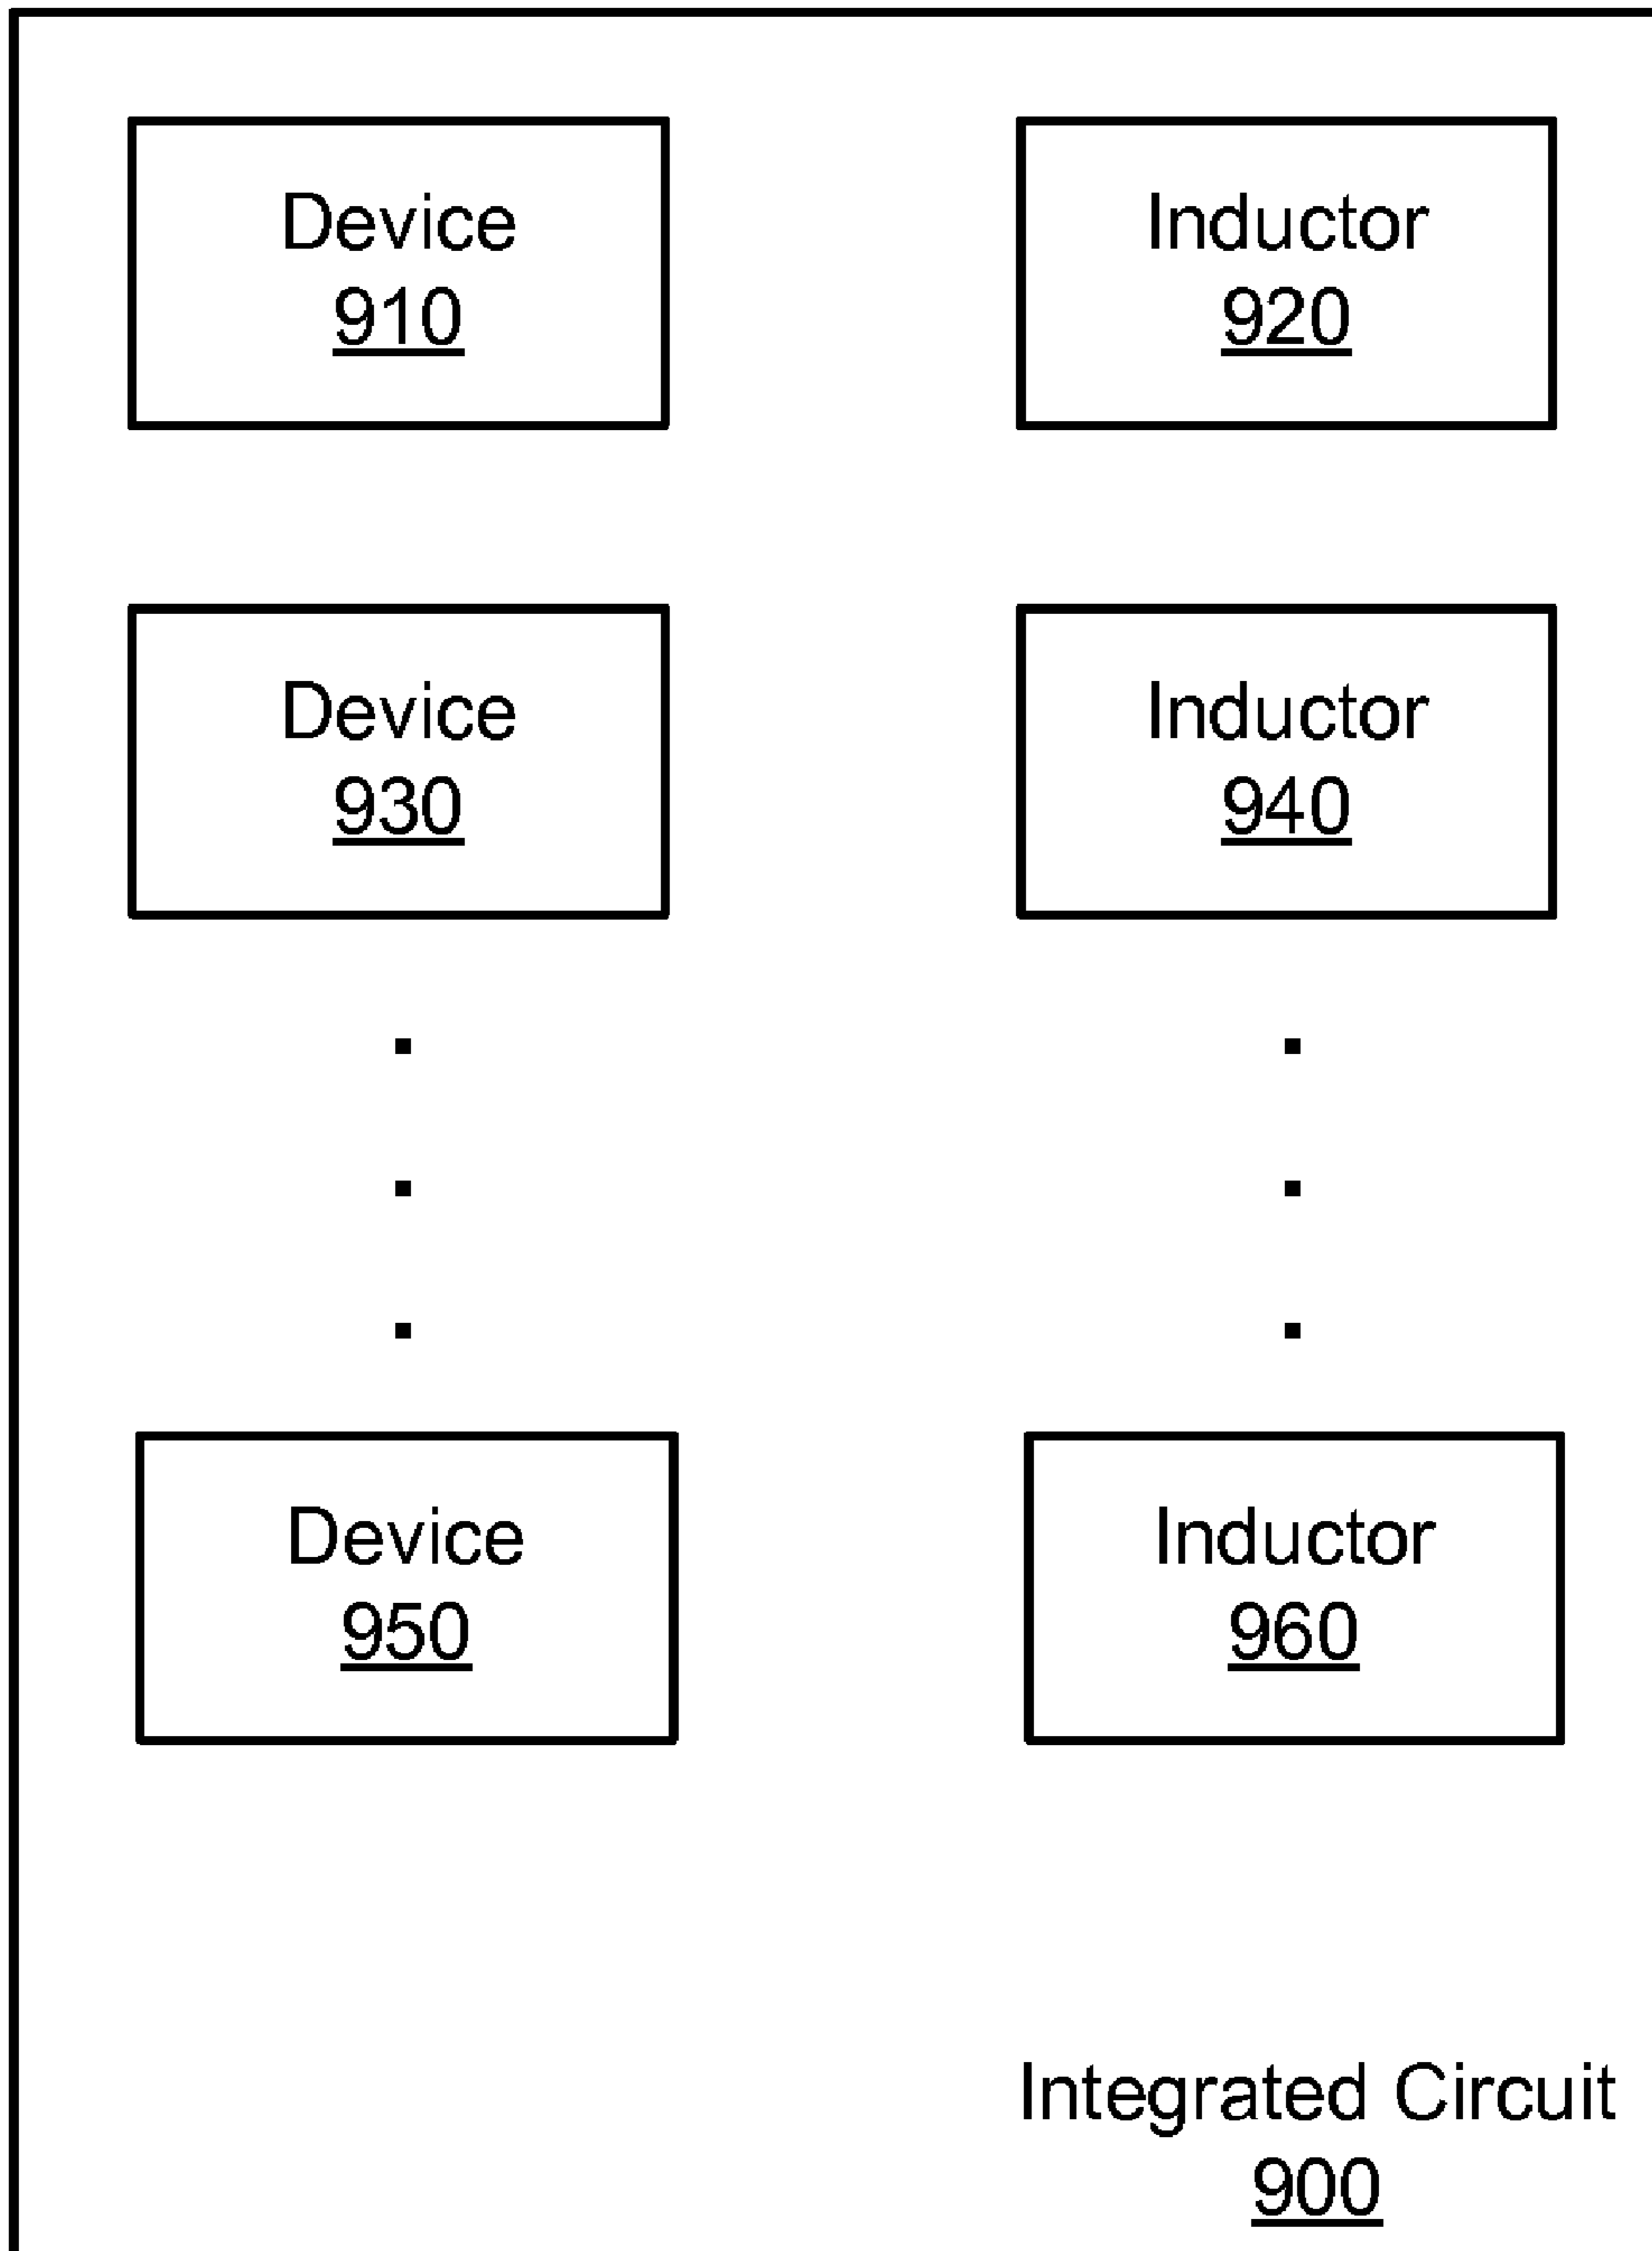 Device
910
Inductor
920
Device
930
Inductor
940
Device
950
Inductor
960
Integrated Circuit
900